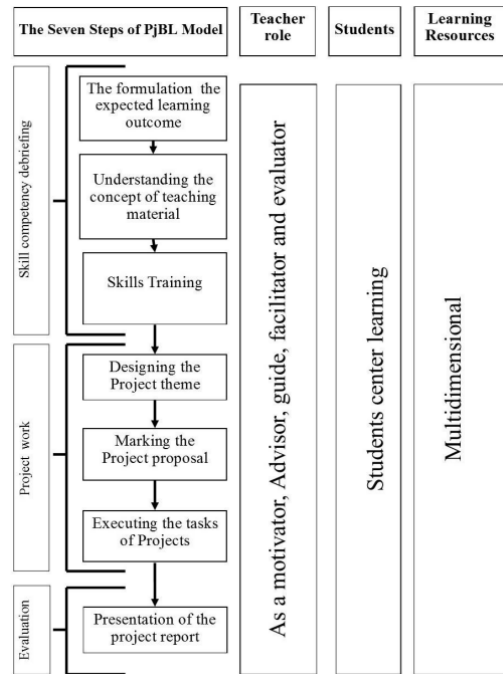 The Seven Steps of PjBL Model
Teacher
role
Students
Learning
Resources
Skill competency debriefing
The formulation the
expected learning
outcome
Understanding the
concept of teaching
material
Skills Training
Project work
Designing the
Project theme
Marking the
Project proposal
Executing the tasks
of Projects
Evaluation
Presentation of the
project report
As a motivator, Advisor, guide, facilitator and evaluator
Students center learning
Multidimensional